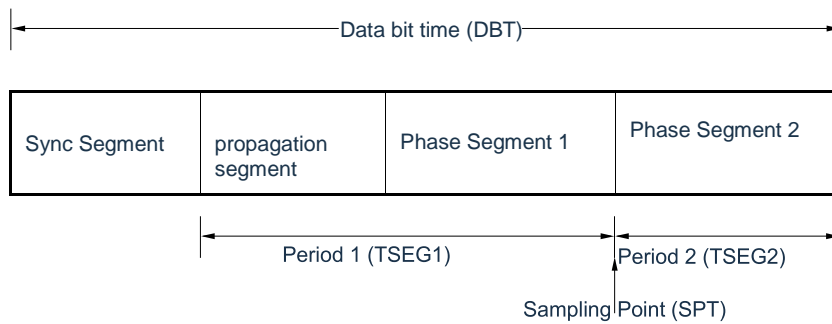 Data bit time (DBT)
Sync Segment
propagation
segment
Phase Segment 1
Phase Segment 2
Period 1 (TSEG1)
Period 2 (TSEG2)
Sampling Point (SPT)